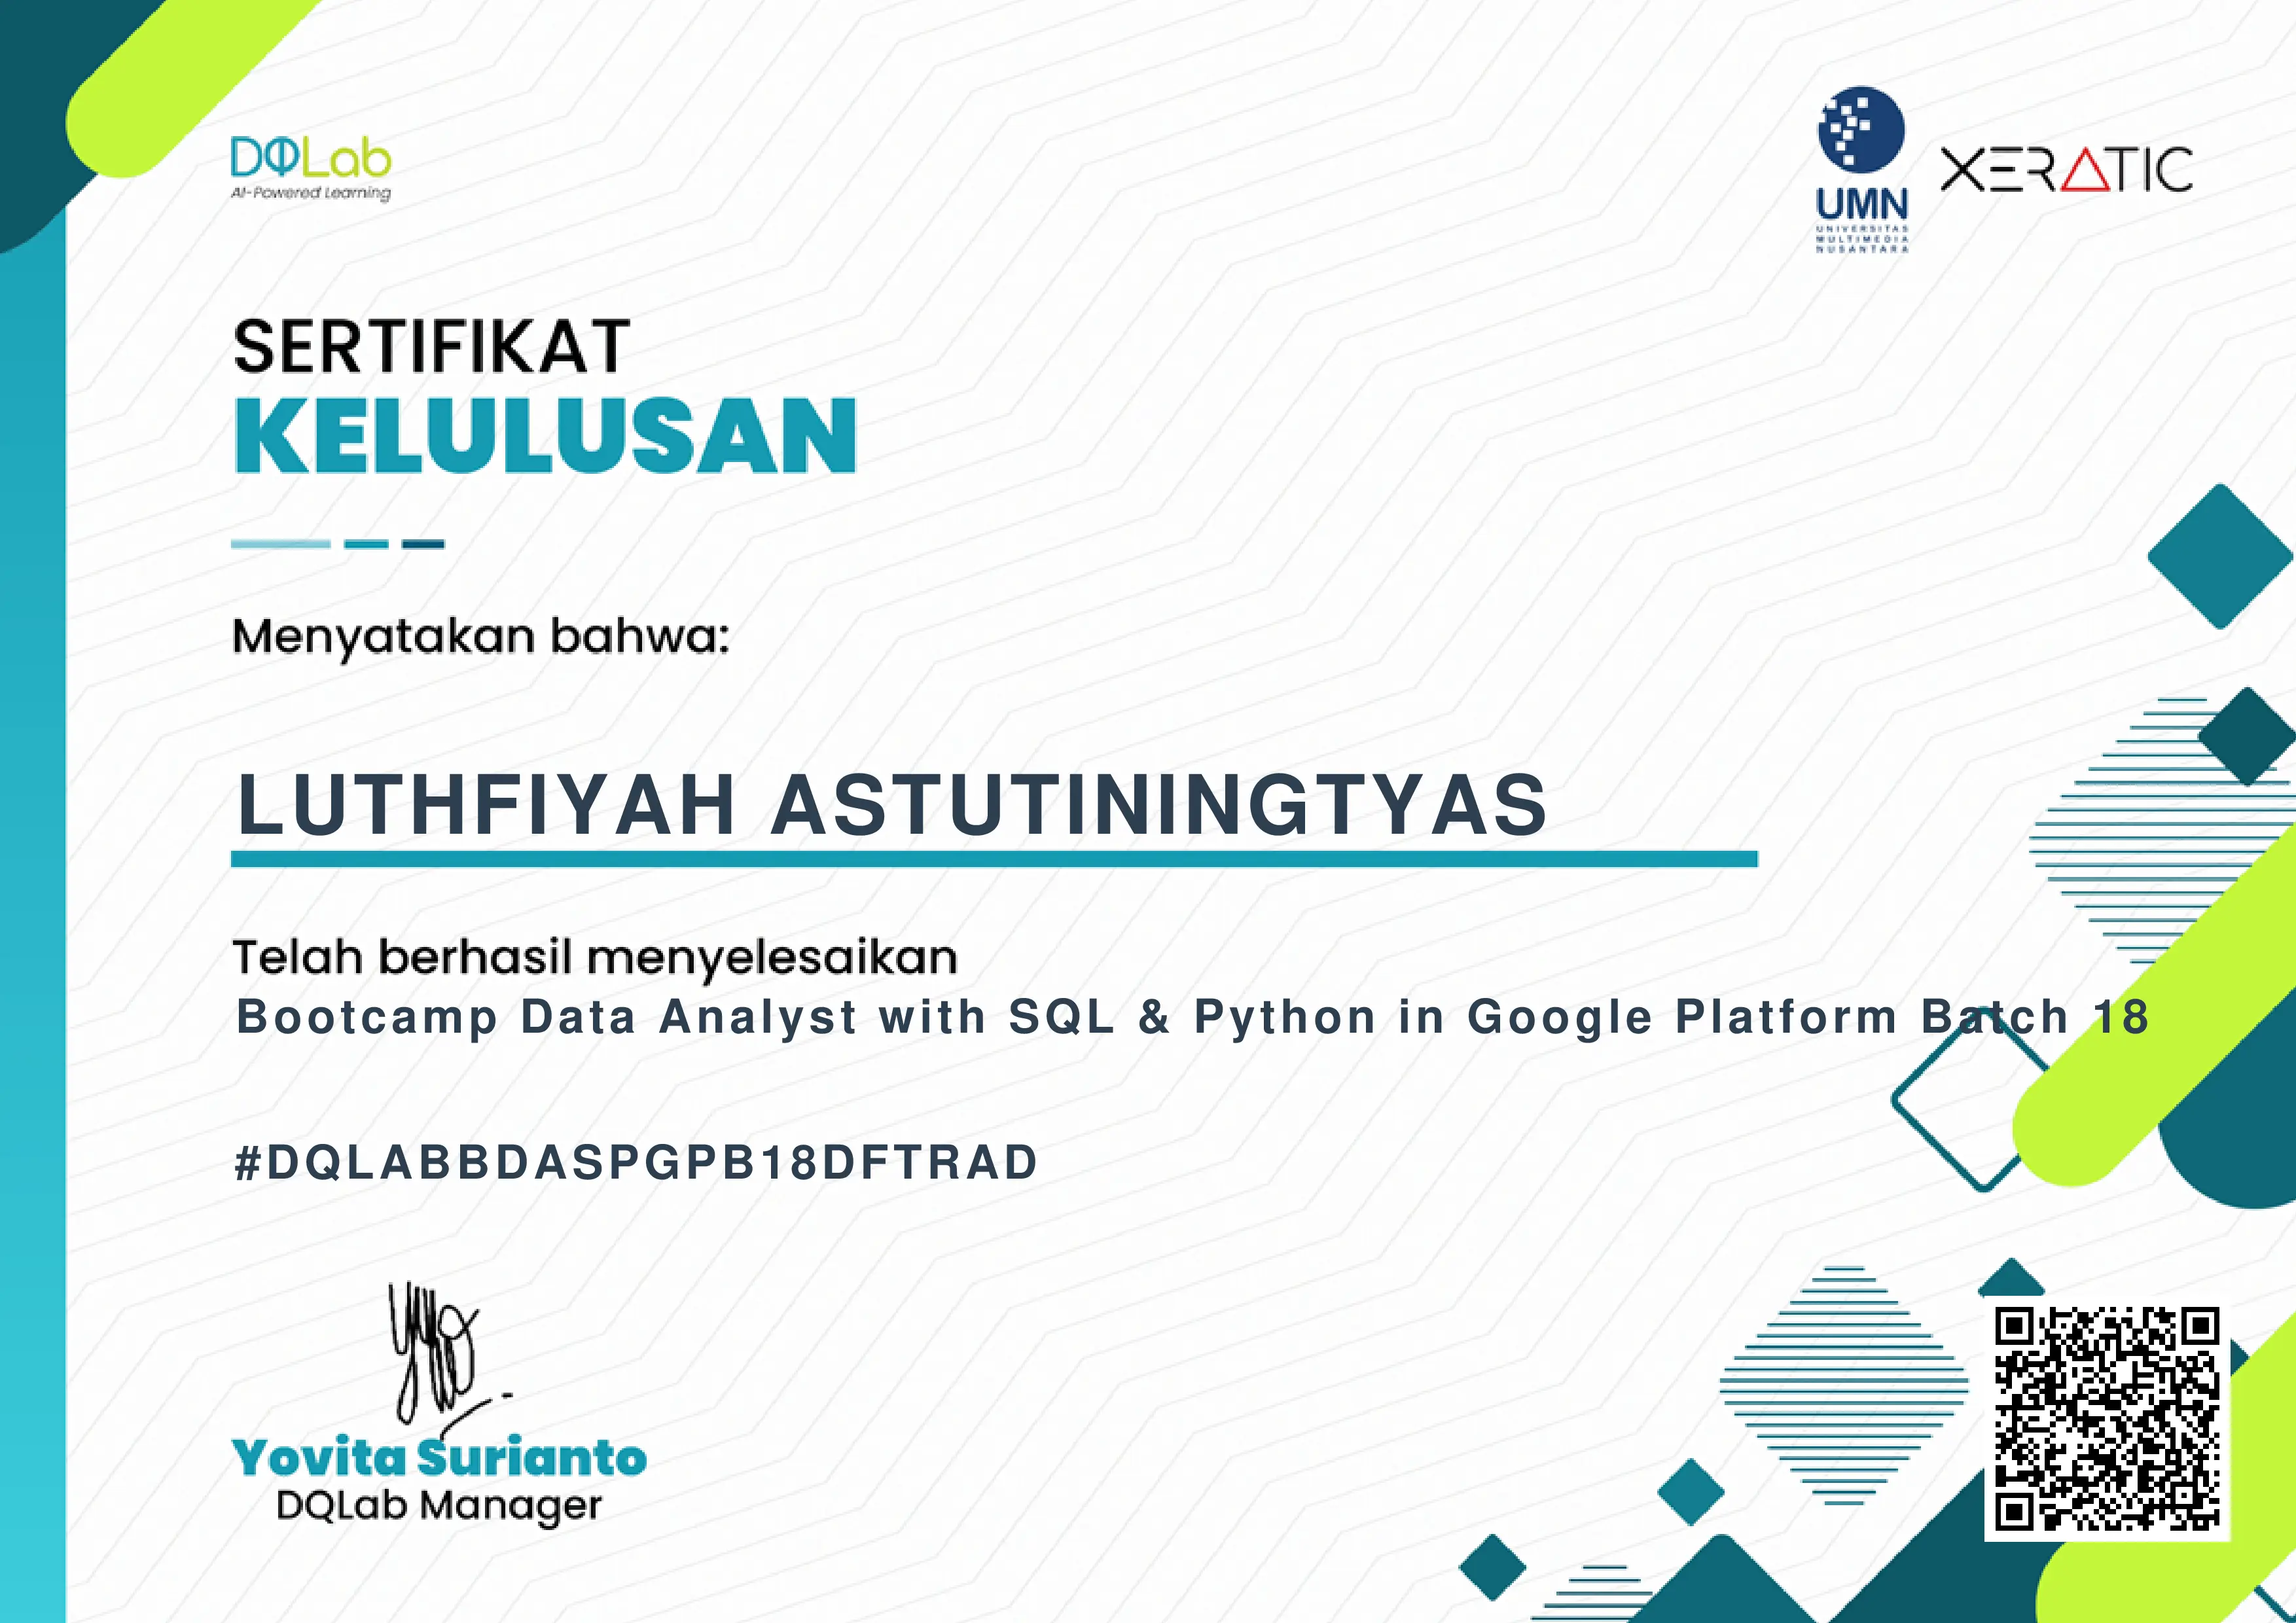 DQLab
AI-Powered Learning
UMN
UNIVERSITAS
MULTIMEDIA
NUSANTARA
XERATIC
SERTIFIKAT
KELULUSAN
Menyatakan bahwa:
LUTHFIYAH ASTUTININGTYAS
Telah berhasil menyelesaikan
Bootcamp Data Analyst with SQL & Python in Google Platform Batch 18
#DQLABBDASPGPB18DFTRAD
Yovita Surianto
DQLab Manager